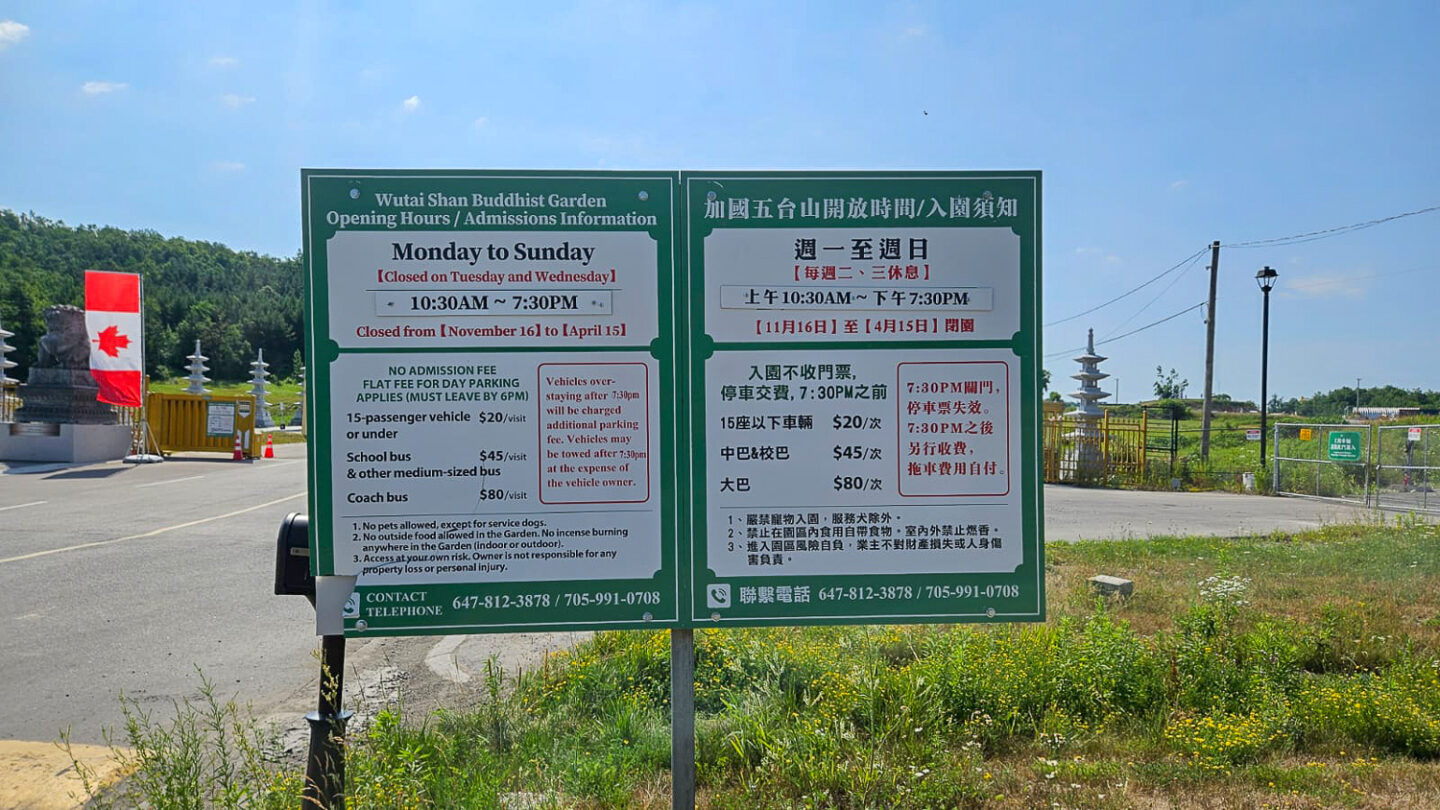 Wutai Shan Buddhist Garden
Opening Hours / Admissions Information
Monday to Sunday
【Closed on Tuesday and Wednesday】
10:30AM ~ 7:30PM
Closed from【November 16】to【April 15】
NO ADMISSION FEE
FLAT FEE FOR DAY PARKING
APPLIES (MUST LEAVE BY 6PM)
15-passenger vehicle $20/visit
or under
School bus $45/visit
& other medium-sized bus
Coach bus $80/visit
Vehicles over-
staying after 7:30pm
will be charged
additional parking
fee. Vehicles may
be towed after 7:30pm
at the expense of
the vehicle owner.
1. No pets allowed, except for service dogs.
2. No outside food allowed in the Garden. No incense burning
anywhere in the Garden (indoor or outdoor).
3. Access at your own risk. Owner is not responsible for any
property loss or personal injury.
CONTACT
TELEPHONE 647-812-3878 / 705-991-0708
加國五台山開放時間/入園須知
週一至週日
【每週二、三休息】
上午10:30AM ~ 下午7:30PM
【11月16日】至【4月15日】閉園
入園不收門票,
停車交費, 7:30PM之前
15座以下車輛 $20/次
中巴&校巴 $45/次
大巴 $80/次
7:30PM關門,
停車票失效。
7:30PM之後
另行收費,
拖車費用自付。
1、嚴禁寵物入園，服務犬除外。
2、禁止在園區內食用自帶食物。室內外禁止燃香。
3、進入園區風險自負，業主不對財產損失或人身傷
害負責。
聯繫電話 647-812-3878 / 705-991-0708